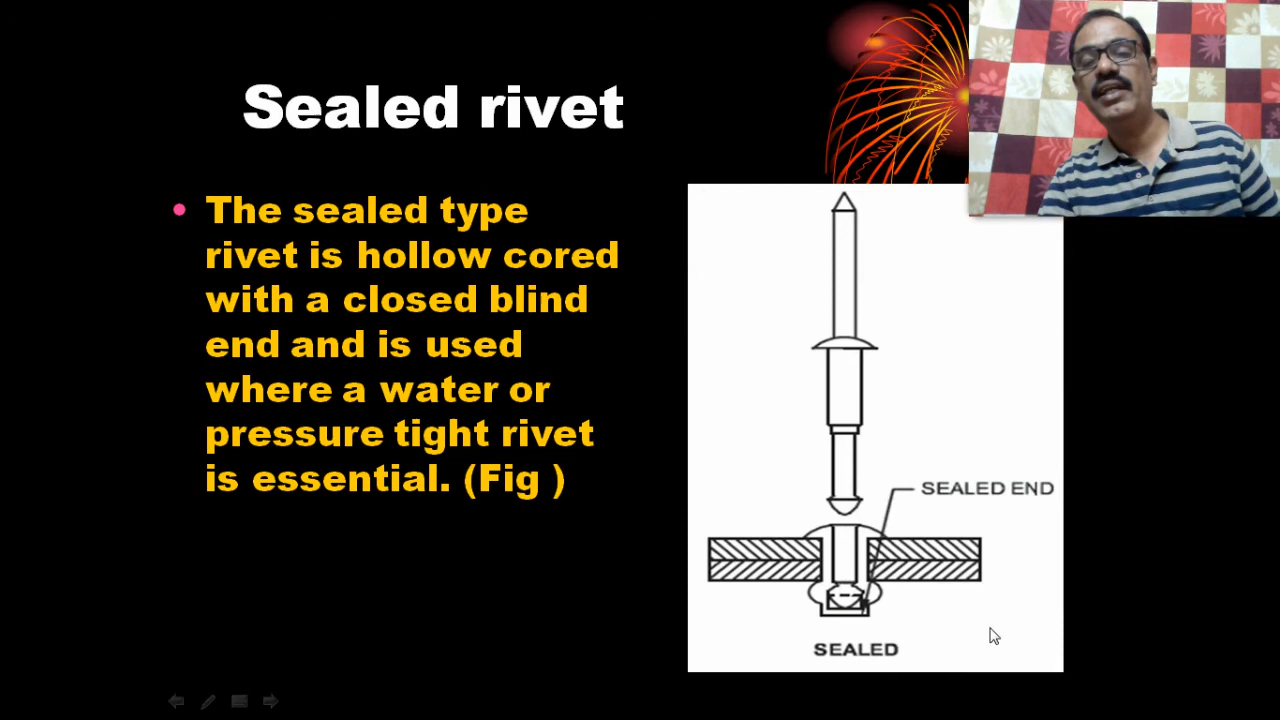 Sealed rivet
• The sealed type
rivet is hollow cored
with a closed blind
end and is used
where a water or
pressure tight rivet
is essential. (Fig )
SEALED END
SEALED